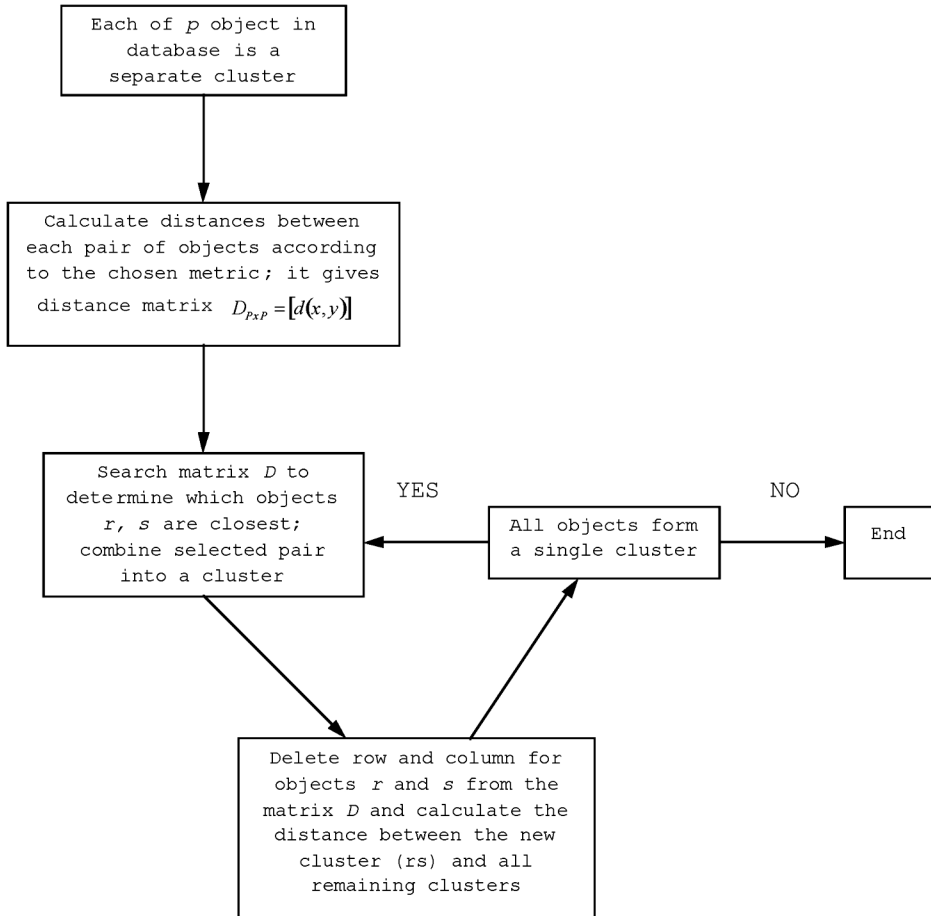 Each of p object in
database is a
separate cluster
Calculate distances between
each pair of objects according
to the chosen metric; it gives
distance matrix D_{PxP} = [d(x,y)]
Search matrix D to
determine which objects
r, s are closest;
combine selected pair
into a cluster
YES
All objects form
a single cluster
NO
End
Delete row and column for
objects r and s from the
matrix D and calculate the
distance between the new
cluster (rs) and all
remaining clusters